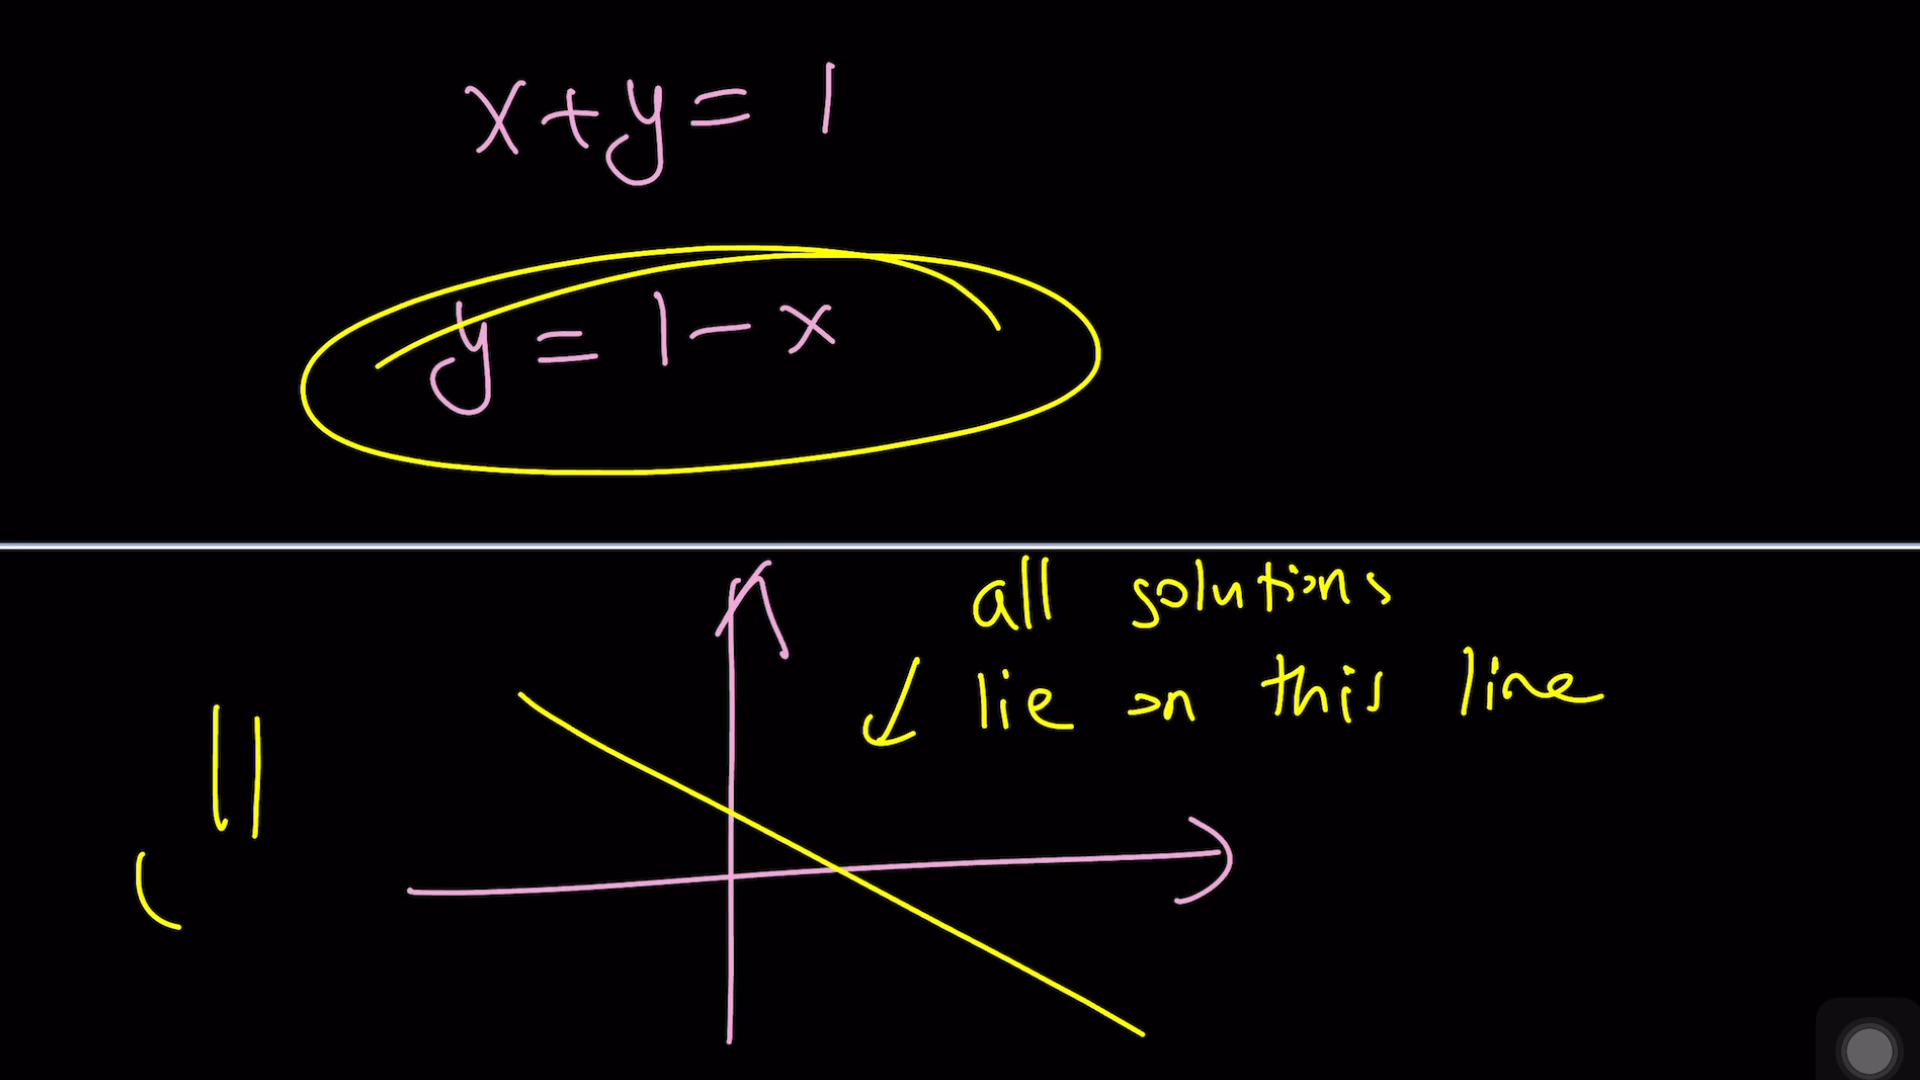 x+y=1
y=1-x
all solutions
lie on this line